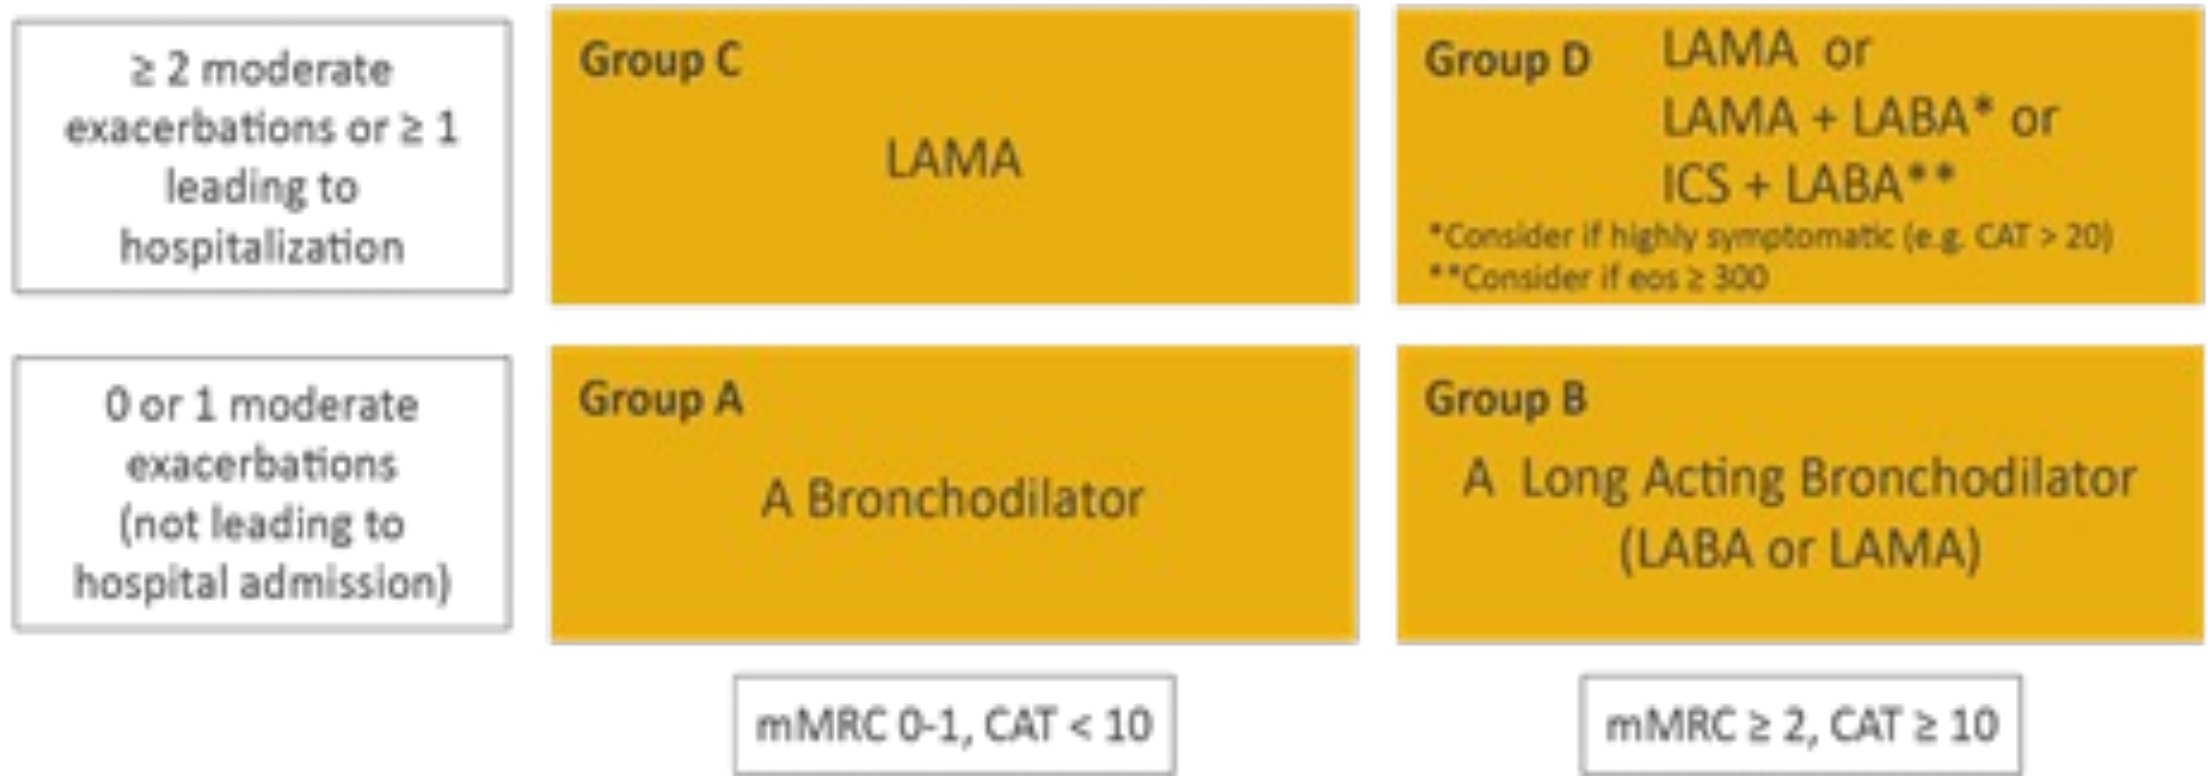 ≥ 2 moderate
exacerbations or ≥ 1
leading to
hospitalization
Group C
LAMA
Group D
LAMA or
LAMA + LABA* or
ICS + LABA**
*Consider if highly symptomatic (e.g. CAT > 20)
**Consider if eos ≥ 300
0 or 1 moderate
exacerbations
(not leading to
hospital admission)
Group A
A Bronchodilator
Group B
A Long Acting Bronchodilator
(LABA or LAMA)
mMRC 0-1, CAT < 10
mMRC ≥ 2, CAT ≥ 10